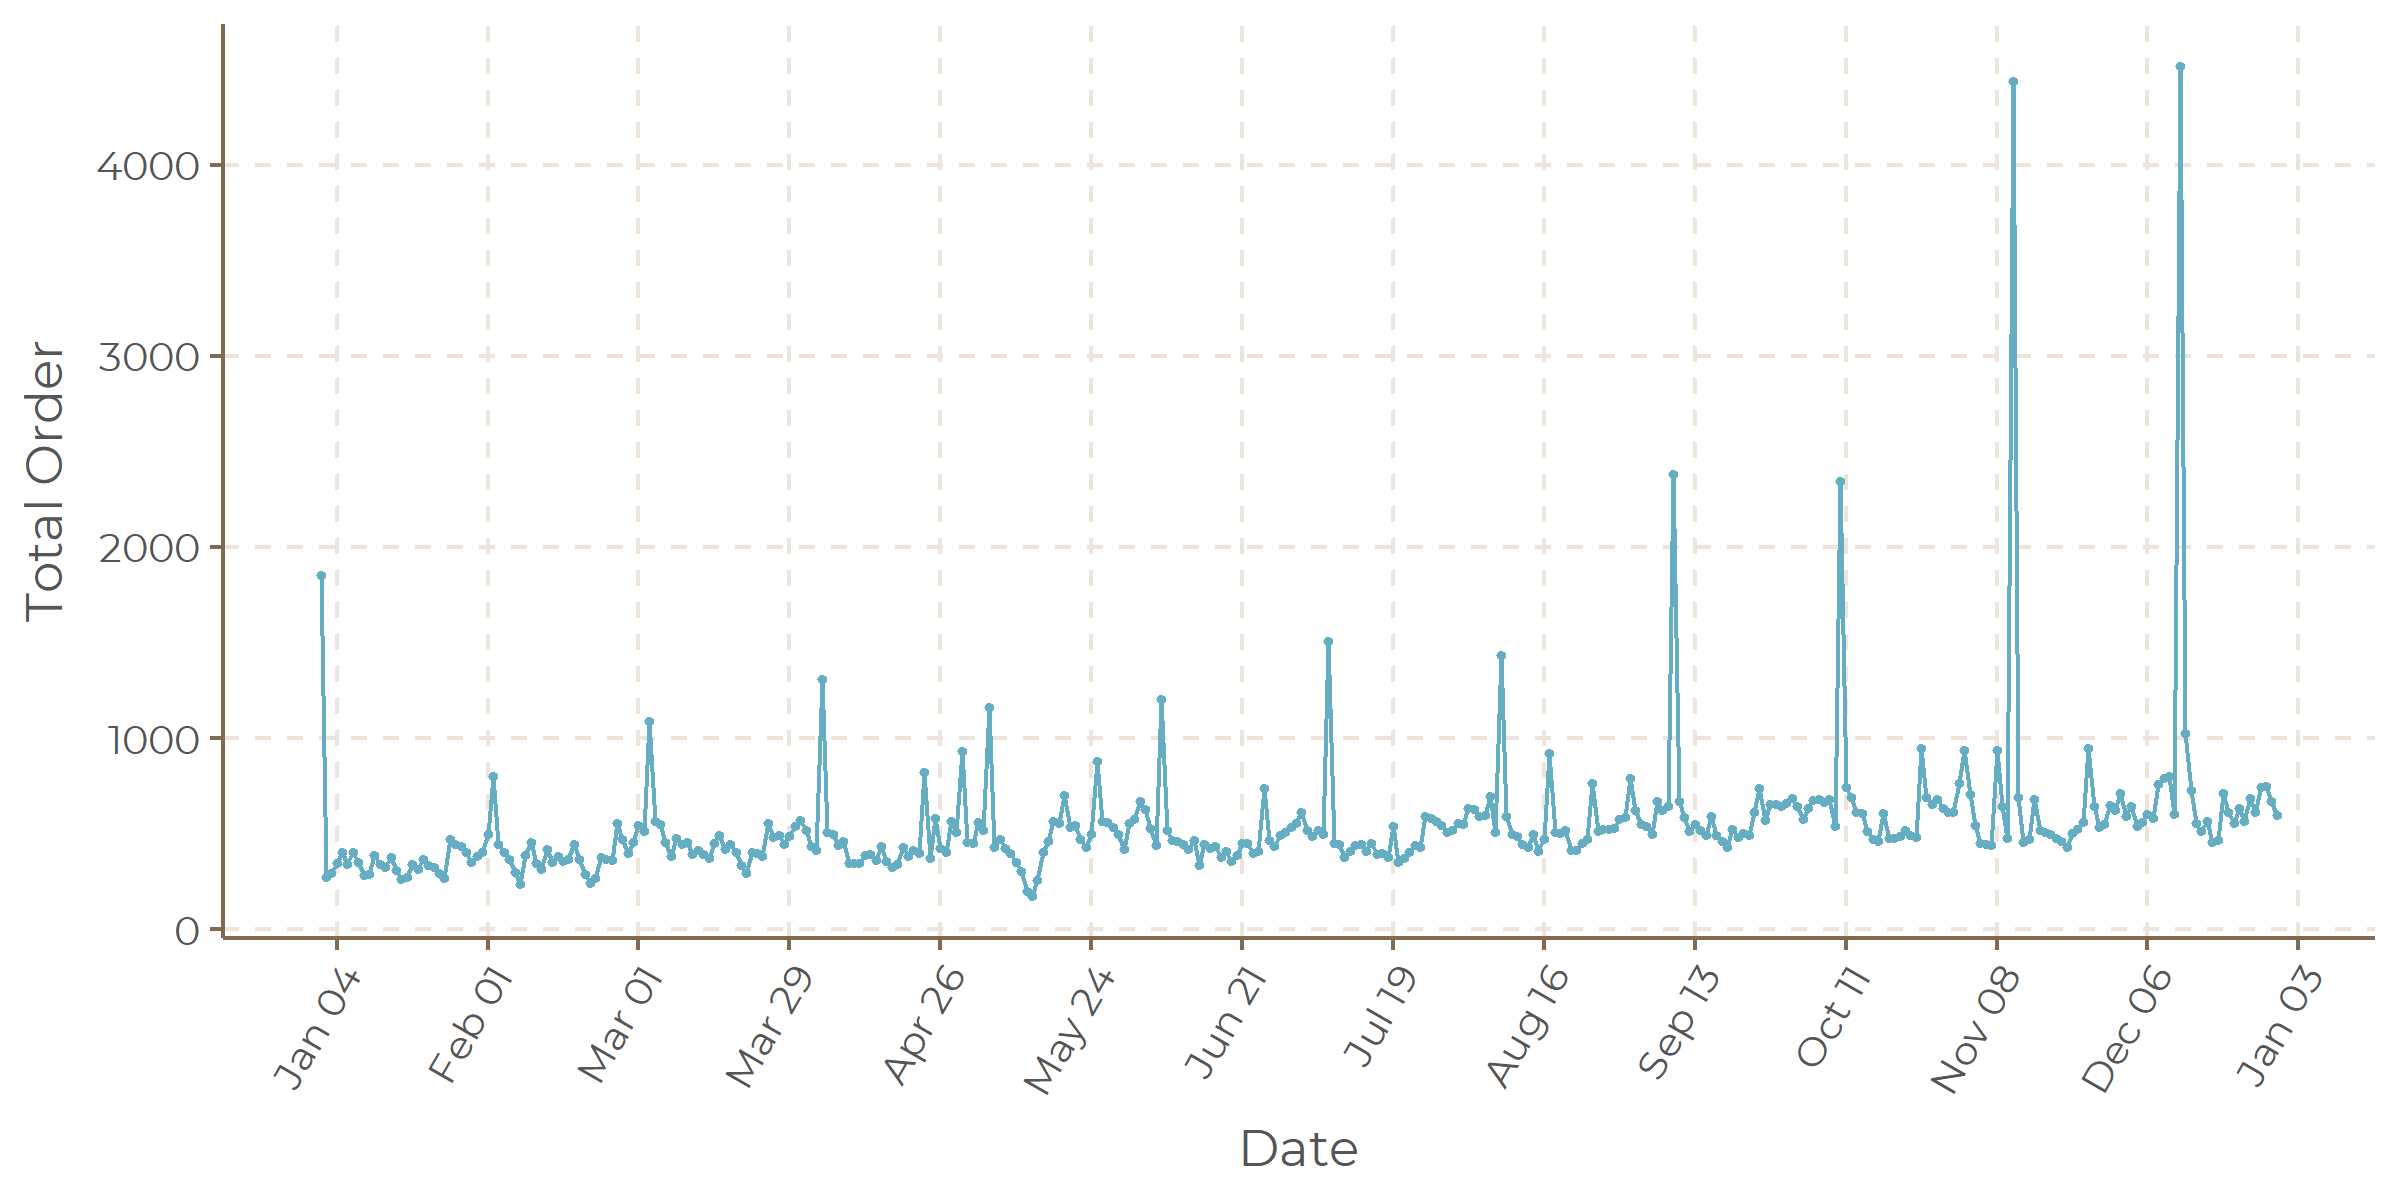 Total Order
4000
3000
2000
1000
0
Jan 04
Feb 01
Mar 01
Mar 29
Apr 26
May 24
Jun 21
Jul 19
Aug 16
Sep 13
Oct 11
Nov 08
Dec 06
Jan 03
Date